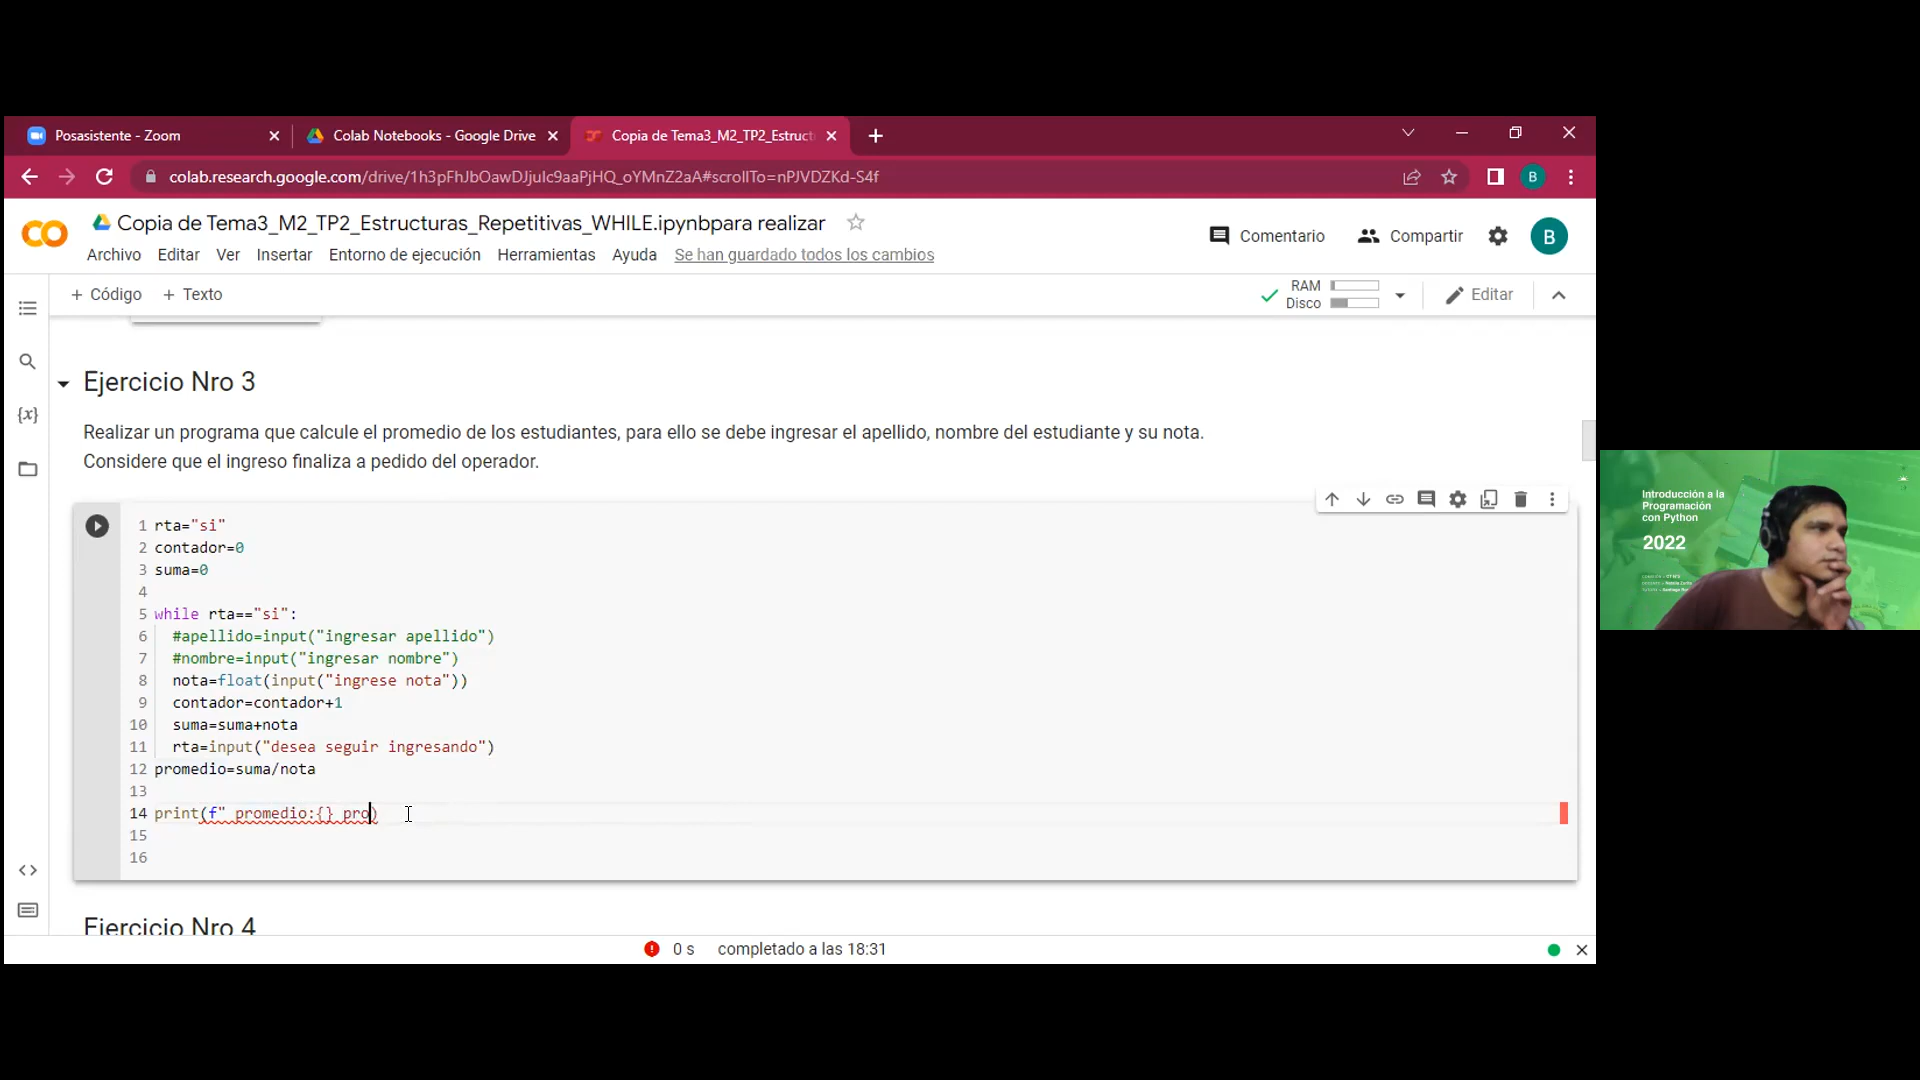 Posasistente - Zoom
Colab Notebooks - Google Drive
Copia de Tema3_M2_TP2_Estruct
colab.research.google.com/drive/1h3pFhJbOawDJjuIc9aaPjHQ_oYMnZ2aA#scrollTo=nPJVDZKd-S4f
B
CO
Copia de Tema3_M2_TP2_Estructuras_Repetitivas_WHILE.ipynbpara realizar
Comentario
Compartir
B
Archivo Editar Ver Insertar Entorno de ejecución Herramientas Ayuda Se han guardado todos los cambios
+ Código + Texto
RAM
Disco
Editar
Ejercicio Nro 3
{x}
Realizar un programa que calcule el promedio de los estudiantes, para ello se debe ingresar el apellido, nombre del estudiante y su nota.
Considere que el ingreso finaliza a pedido del operador.
1 rta="si"
2 contador=0
3 suma=0
4
5 while rta=="si":
6 #apellido=input("ingresar apellido")
7 #nombre=input("ingresar nombre")
8 nota=float(input("ingrese nota"))
9 contador=contador+1
10 suma=suma+nota
11 rta=input("desea seguir ingresando")
12 promedio=suma/nota
13
14 print(f" promedio:{} pro)
15
16
Ejercicio Nro 4
0 s completado a las 18:31
Introducción a la
Programación
con Python
2022